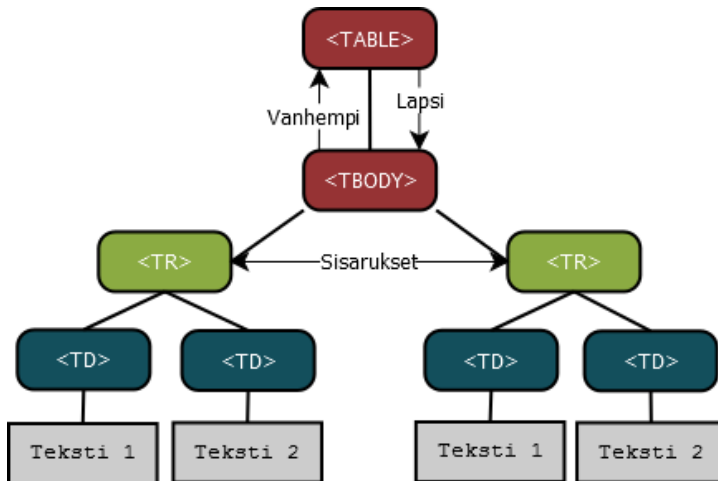 <TABLE>
Vanhempi
Lapsi
<TBODY>
<TR>
Sisarukset
<TR>
<TD>
<TD>
<TD>
<TD>
Teksti 1
Teksti 2
Teksti 1
Teksti 2